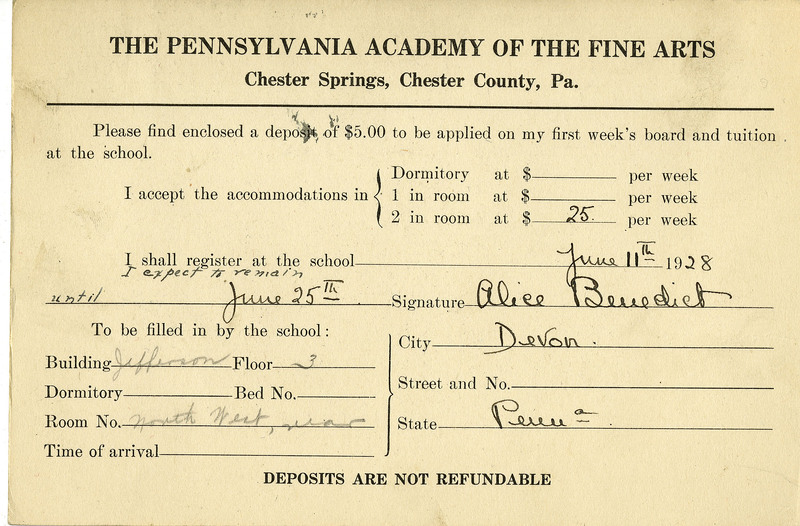 THE PENNSYLVANIA ACADEMY OF THE FINE ARTS
Chester Springs, Chester County, Pa.
Please find enclosed a deposit of $5.00 to be applied on my first week's board and tuition
at the school.
I accept the accommodations in
Dormitory at $ per week
1 in room at $ per week
2 in room at $ 25. per week
I shall register at the school June 11th 1928
I expect to remain
until June 25th Signature Alice Benedict
To be filled in by the school:
City Devon.
Building Jefferson Floor 3
Street and No.
Dormitory Bed No.
State Penna.
Room No. North West, rear
Time of arrival
DEPOSITS ARE NOT REFUNDABLE